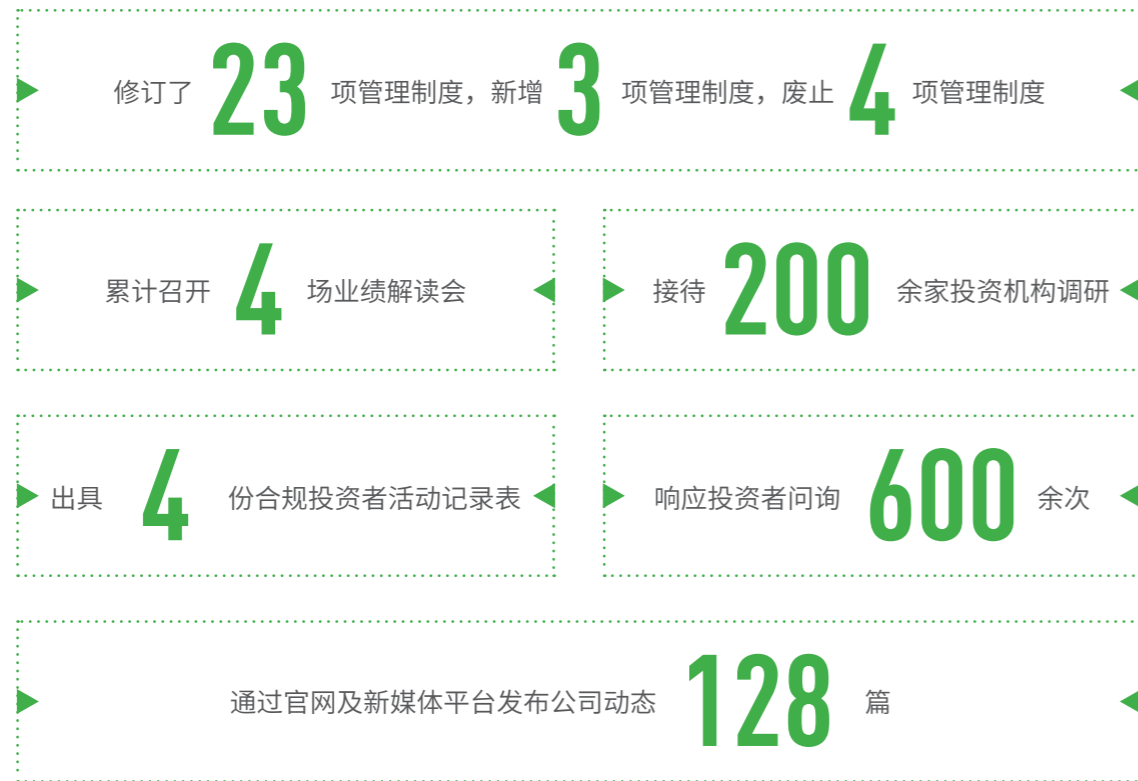 修订了 23 项管理制度，新增 3 项管理制度，废止 4 项管理制度
累计召开 4 场业绩解读会
接待 200 余家投资机构调研
出具 4 份合规投资者活动记录表
响应投资者问询 600 余次
通过官网及新媒体平台发布公司动态 128 篇